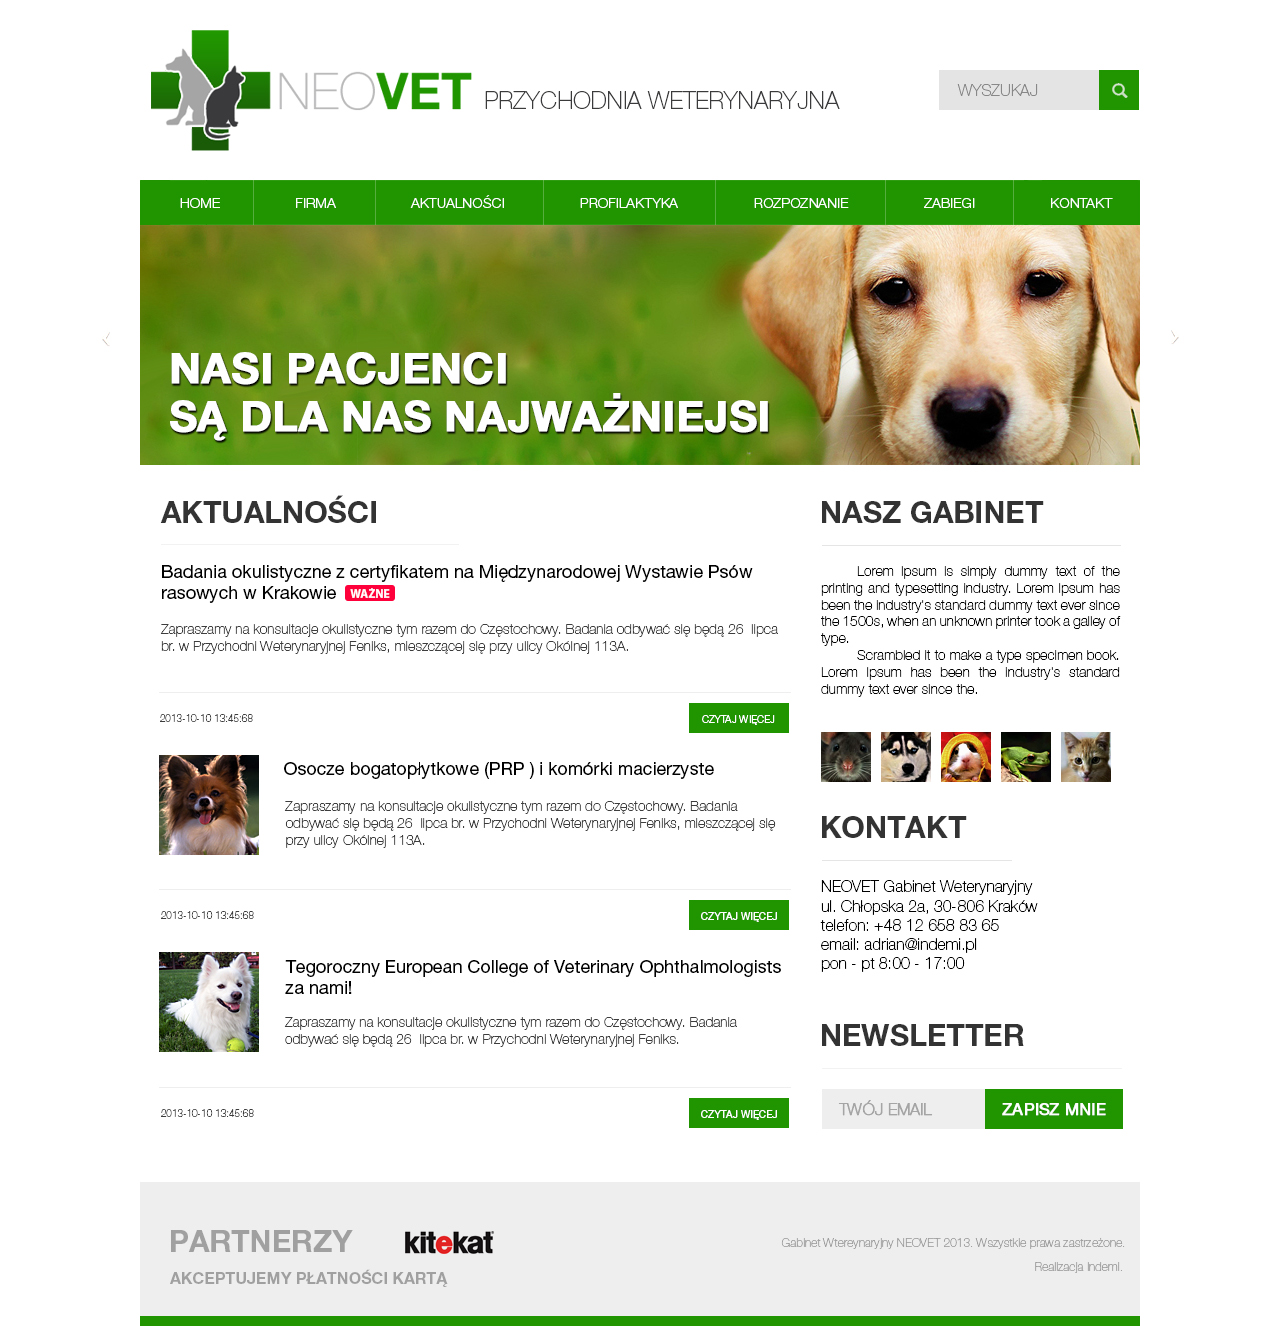 NEOVET PRZYCHODNIA WETERYNARYJNA
WYSZUKAJ
HOME
FIRMA
AKTUALNOŚCI
PROFILAKTYKA
ROZPOZNANIE
ZABIEGI
KONTAKT
NASI PACJENCI
SĄ DLA NAS NAJWAŻNIEJSI
AKTUALNOŚCI
Badania okulistyczne z certyfikatem na Międzynarodowej Wystawie Psów
rasowych w Krakowie WAŻNE
Zapraszamy na konsultacje okulistyczne tym razem do Częstochowy. Badania odbywać się będą 26 lipca
br. w Przychodni Weterynaryjnej Feniks, mieszczącej się przy ulicy Okólnej 113A.
2013-10-10 13:45:68
CZYTAJ WIĘCEJ
Osocze bogatopłytkowe (PRP ) i komórki macierzyste
Zapraszamy na konsultacje okulistyczne tym razem do Częstochowy. Badania
odbywać się będą 26 lipca br. w Przychodni Weterynaryjnej Feniks, mieszczącej się
przy ulicy Okólnej 113A.
2013-10-10 13:45:68
CZYTAJ WIĘCEJ
Tegoroczny European College of Veterinary Ophthalmologists
za nami!
Zapraszamy na konsultacje okulistyczne tym razem do Częstochowy. Badania
odbywać się będą 26 lipca br. w Przychodni Weterynaryjnej Feniks.
2013-10-10 13:45:68
CZYTAJ WIĘCEJ
NASZ GABINET
Lorem Ipsum is simply dummy text of the
printing and typesetting industry. Lorem Ipsum has
been the industry's standard dummy text ever since
the 1500s, when an unknown printer took a galley of
type.
Scrambled it to make a type specimen book.
Lorem Ipsum has been the industry's standard
dummy text ever since the.
KONTAKT
NEOVET Gabinet Weterynaryjny
ul. Chłopska 2a, 30-806 Kraków
telefon: +48 12 658 83 65
email: adrian@indemi.pl
pon - pt 8:00 - 17:00
NEWSLETTER
TWÓJ EMAIL
ZAPISZ MNIE
PARTNERZY
kitekat
AKCEPTUJEMY PŁATNOŚCI KARTĄ
Gabinet Wtereynaryjny NEOVET 2013. Wszystkie prawa zastrzeżone.
Realizacja Indemi.